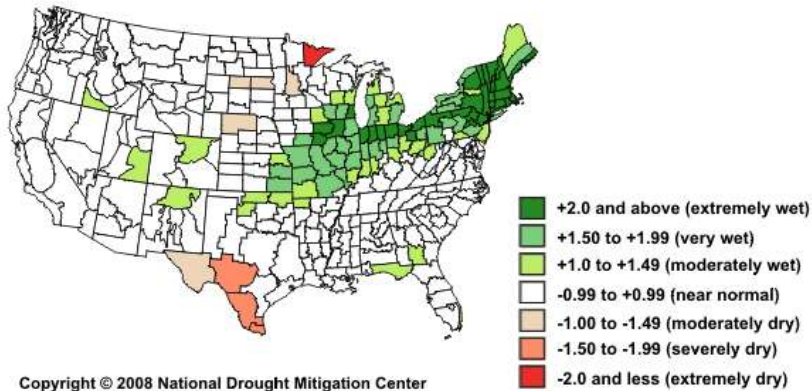 +2.0 and above (extremely wet)
+1.50 to +1.99 (very wet)
+1.0 to +1.49 (moderately wet)
-0.99 to +0.99 (near normal)
-1.00 to -1.49 (moderately dry)
-1.50 to -1.99 (severely dry)
-2.0 and less (extremely dry)
Copyright © 2008 National Drought Mitigation Center